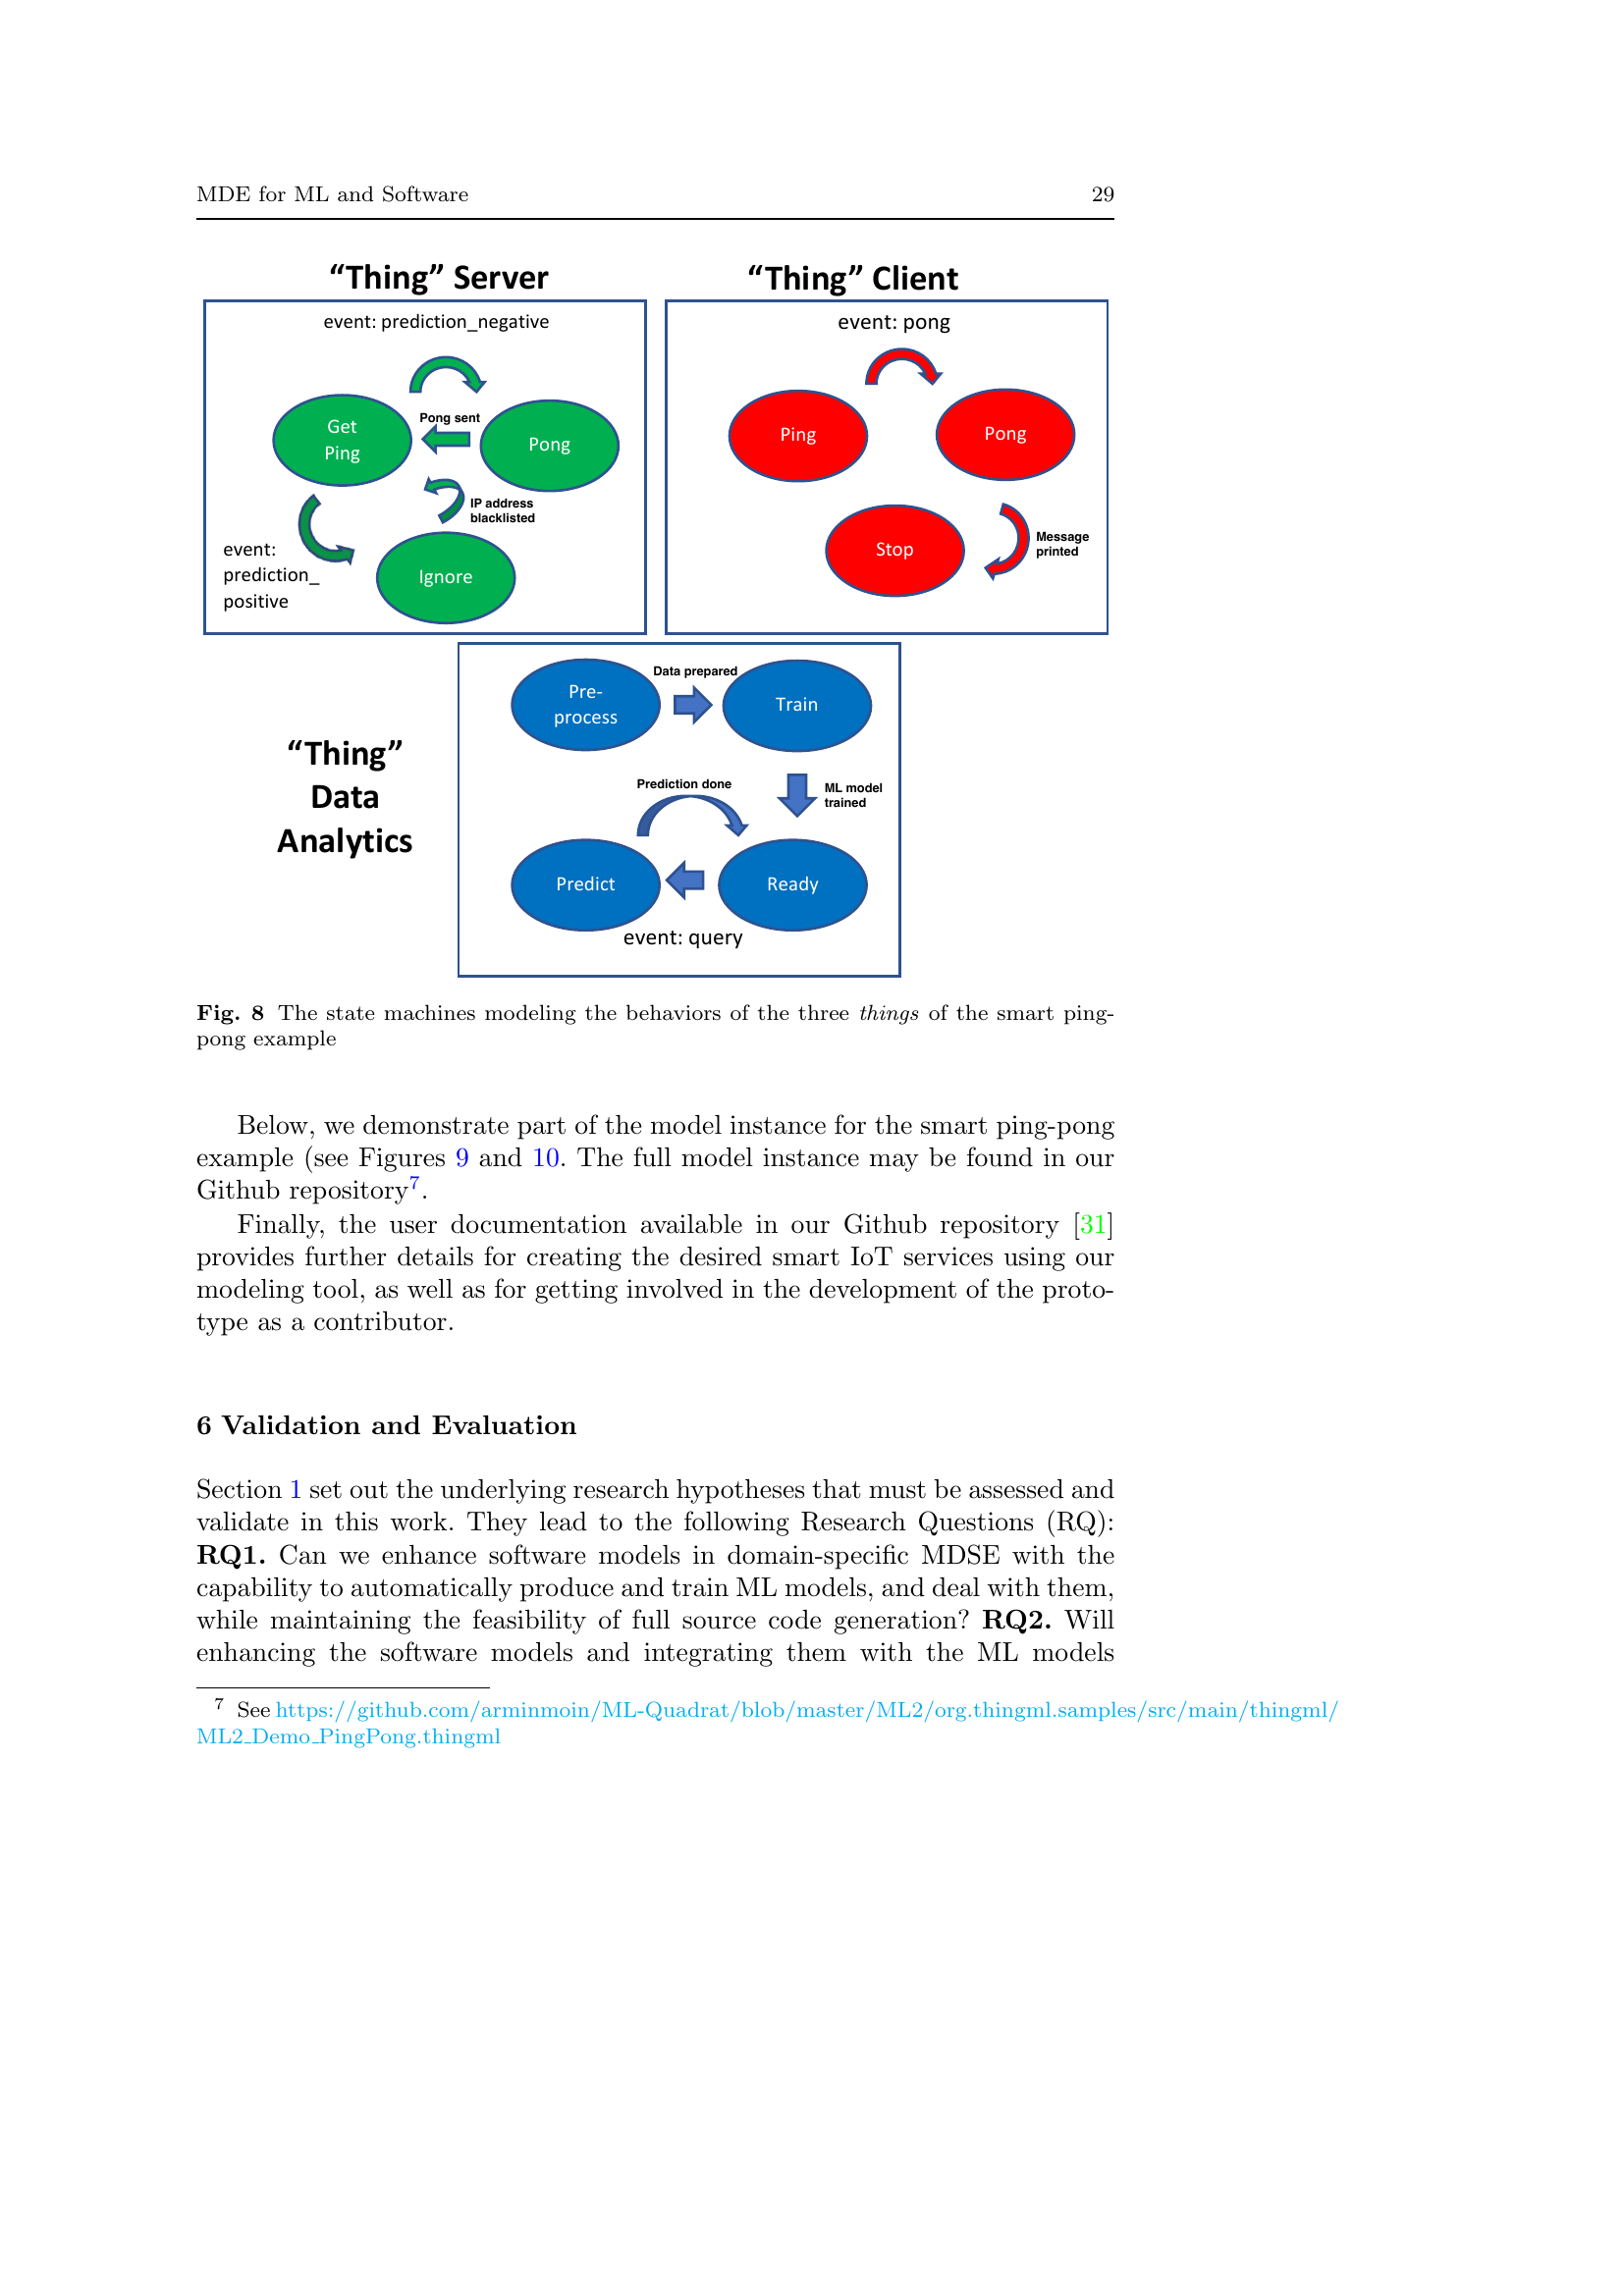 MDE for ML and Software 29
“Thing” Server
event: prediction_negative
Get
Ping
Pong sent
Pong
IP address
blacklisted
event:
prediction_
positive
Ignore
“Thing” Client
event: pong
Ping
Pong
Stop
Message
printed
“Thing”
Data
Analytics
Pre-
process
Data prepared
Train
Prediction done
ML model
trained
Predict
Ready
event: query
Fig. 8 The state machines modeling the behaviors of the three things of the smart ping-
pong example
Below, we demonstrate part of the model instance for the smart ping-pong
example (see Figures 9 and 10. The full model instance may be found in our
Github repository7.
Finally, the user documentation available in our Github repository [31]
provides further details for creating the desired smart IoT services using our
modeling tool, as well as for getting involved in the development of the proto-
type as a contributor.
6 Validation and Evaluation
Section 1 set out the underlying research hypotheses that must be assessed and
validate in this work. They lead to the following Research Questions (RQ):
RQ1. Can we enhance software models in domain-specific MDSE with the
capability to automatically produce and train ML models, and deal with them,
while maintaining the feasibility of full source code generation? RQ2. Will
enhancing the software models and integrating them with the ML models
7 See https://github.com/arminmoin/ML-Quadrat/blob/master/ML2/org.thingml.samples/src/main/thingml/
ML2_Demo_PingPong.thingml